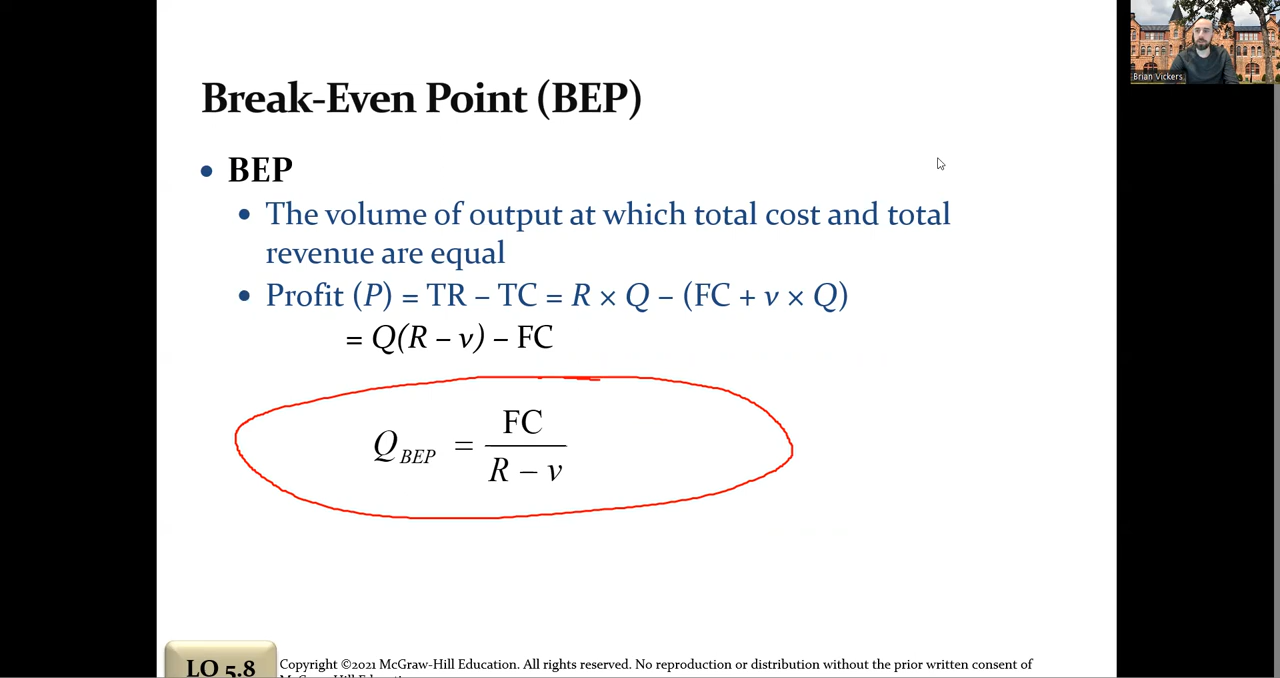 Break-Even Point (BEP)
Brian Vickers
• BEP
• The volume of output at which total cost and total
revenue are equal
• Profit (P) = TR – TC = R × Q – (FC + v × Q)
= Q(R – v) – FC
Q_BEP = FC / (R – v)
LO 5.8
Copyright ©2021 McGraw-Hill Education. All rights reserved. No reproduction or distribution without the prior written consent of